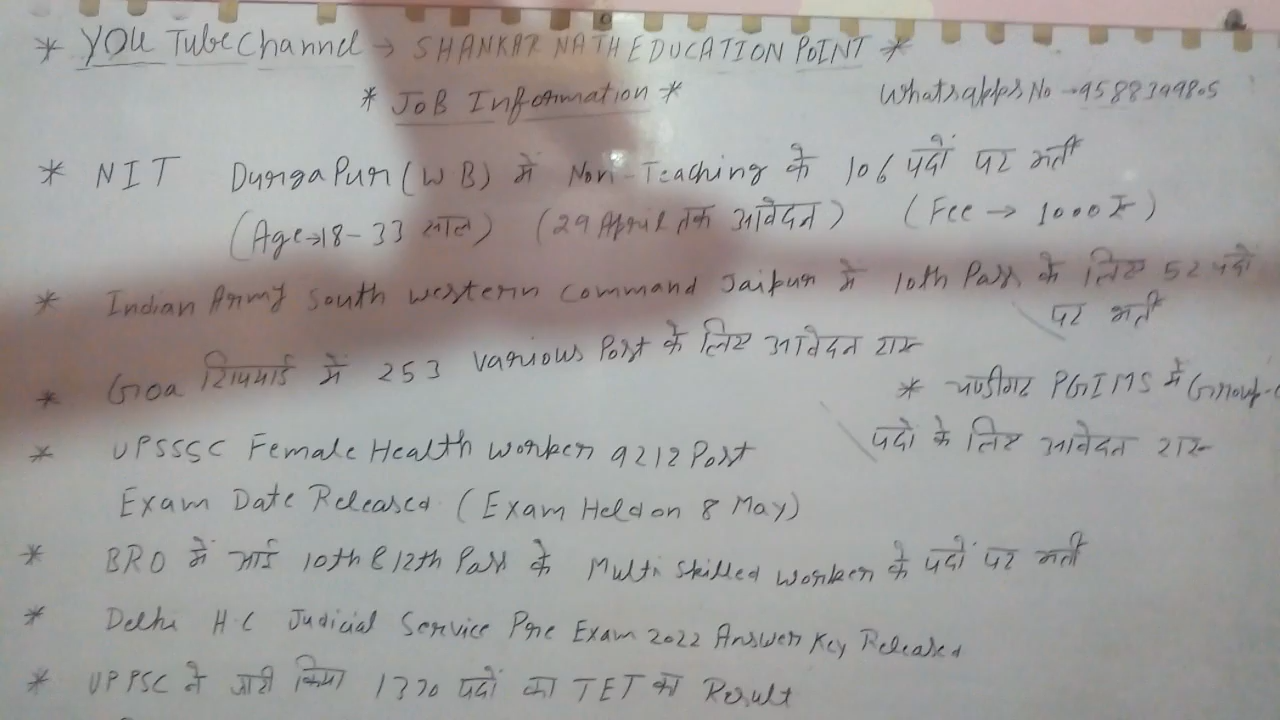 * YOU Tube Channel → SHANKAR NATH EDUCATION POINT *
* JOB Information *
Whatsapps No → 9588399805
* NIT DurgaPur (WB) में Non-Teaching के 106 पदों पर भर्ती
(Age → 18-33 साल) (29 April तक आवेदन) (Fee → 1000 ₹)
* Indian Army South Western Command Jaipur में 10th Pass के लिए 52 पदो
पर भर्ती
* Goa में 253 various Post के लिए आवेदन शुरू
* चण्डीगढ PGIMS में Group-C
पदो के लिए आवेदन शुरू
* UPSSSC Female Health Worker 9212 Post
Exam Date Released (Exam Held on 8 May)
* BRO में आई 10th & 12th Pass के Multi Skilled Worker के पदों पर भर्ती
* Delhi H.C Judicial Service Pre Exam 2022 Answer Key Released
* UPPSC ने जारी किया 1370 पदों का TET का Result